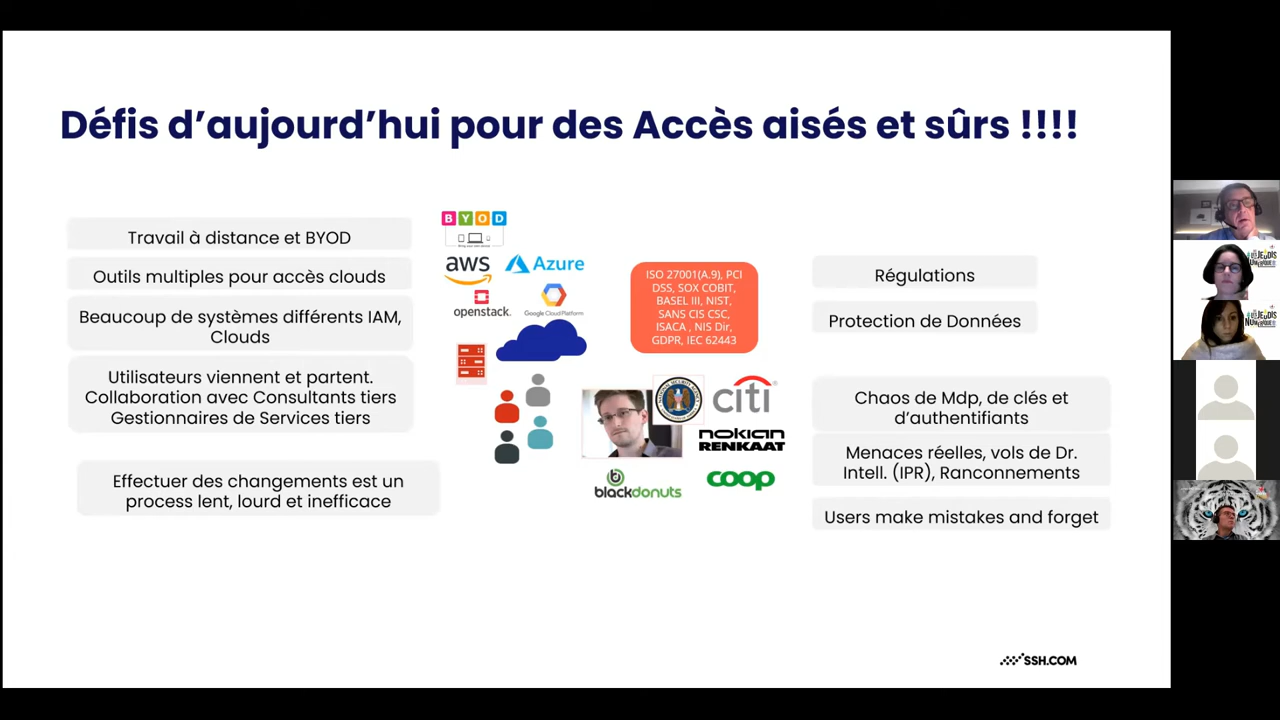 Défis d'aujourd'hui pour des Accès aisés et sûrs !!!!
Travail à distance et BYOD
Outils multiples pour accès clouds
Beaucoup de systèmes différents IAM,
Clouds
Utilisateurs viennent et partent.
Collaboration avec Consultants tiers
Gestionnaires de Services tiers
Effectuer des changements est un
process lent, lourd et inefficace
BYOD
aws
Azure
openstack.
Google Cloud Platform
ISO 27001(A.9), PCI
DSS, SOX COBIT,
BASEL III, NIST,
SANS CIS CSC,
ISACA , NIS Dir,
GDPR, IEC 62443
citi
nokian
RENKAAT
blackdonuts
coop
Régulations
Protection de Données
Chaos de Mdp, de clés et
d'authentifiants
Menaces réelles, vols de Dr.
Intell. (IPR), Ranconnements
Users make mistakes and forget
SSH.COM